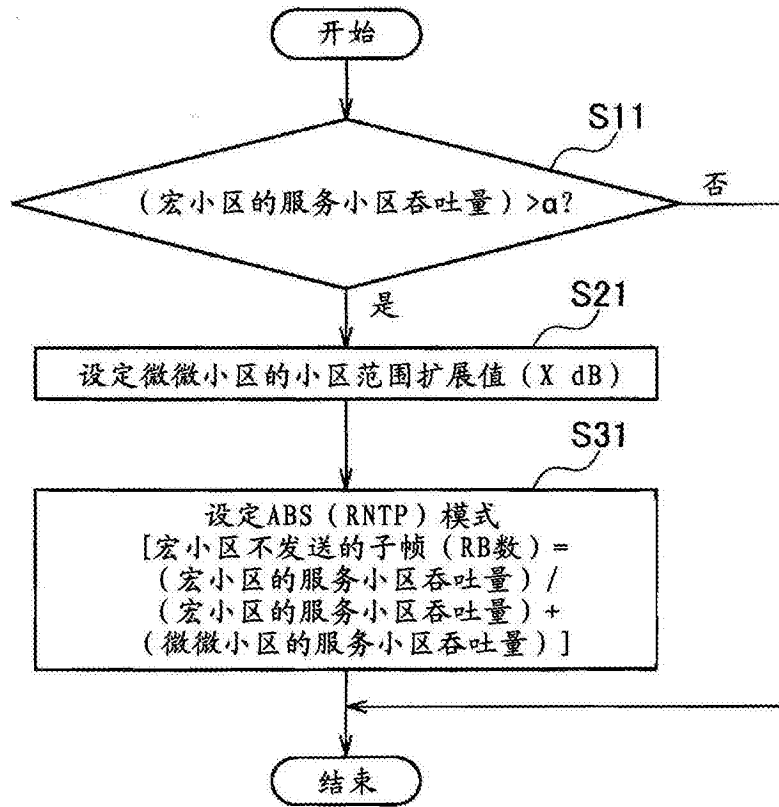 开始
S11
(宏小区的服务小区吞吐量)>α?
否
是
S21
设定微微小区的小区范围扩展值(X dB)
S31
设定ABS(RNTP)模式
[宏小区不发送的子帧(RB数)=
(宏小区的服务小区吞吐量)/
(宏小区的服务小区吞吐量)+
(微微小区的服务小区吞吐量)]
结束